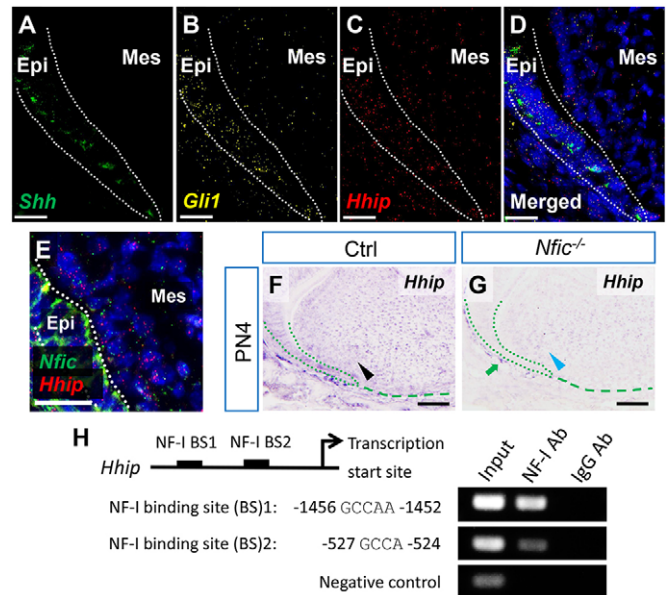 A Epi Mes Shh
B Mes Gli1
C Mes Hhip
D Epi Mes Merged
E Mes Epi Nfic Hhip
Ctrl Nfic-/-
PN4
F Hhip
G Hhip
H
NF-I BS1 NF-I BS2 Transcription
Hhip start site
Input NF-I Ab IgG Ab
NF-I binding site (BS)1: -1456 GCCAA -1452
NF-I binding site (BS)2: -527 GCCA -524
Negative control